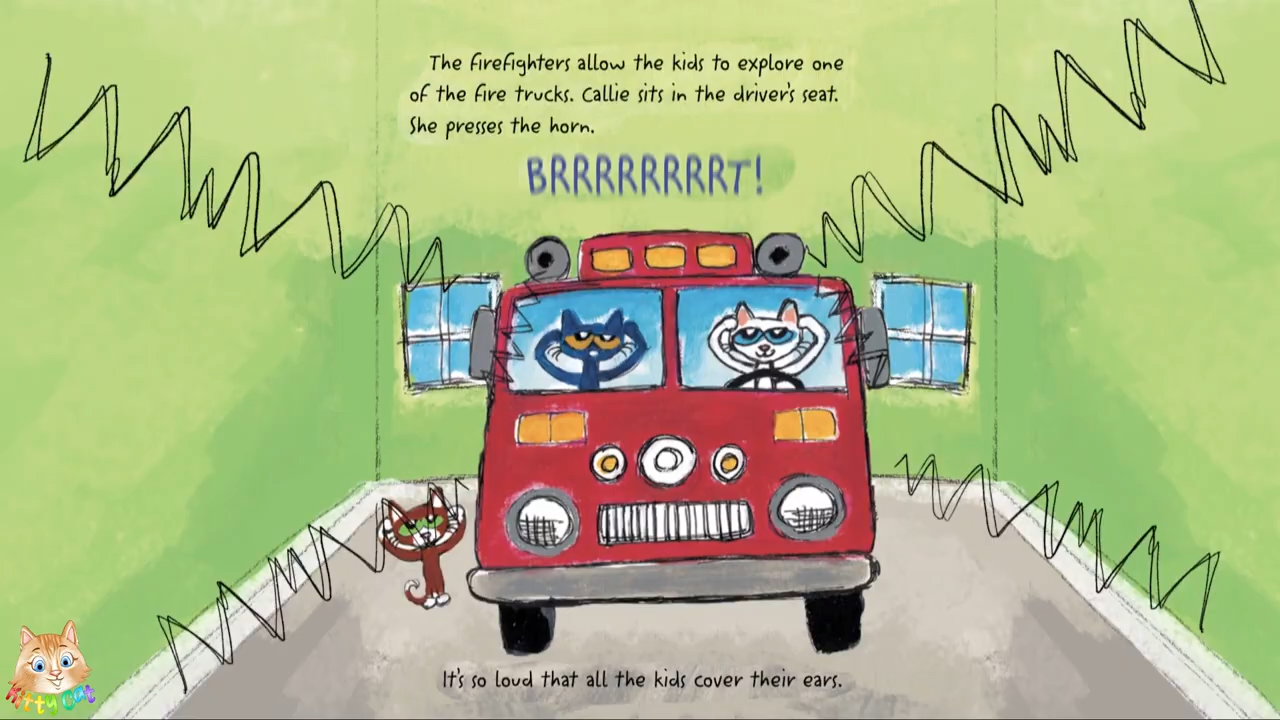 The firefighters allow the kids to explore one
of the fire trucks. Callie sits in the driver's seat.
She presses the horn.
BRRRRRRRRT!
It's so loud that all the kids cover their ears.
Kitty Cat